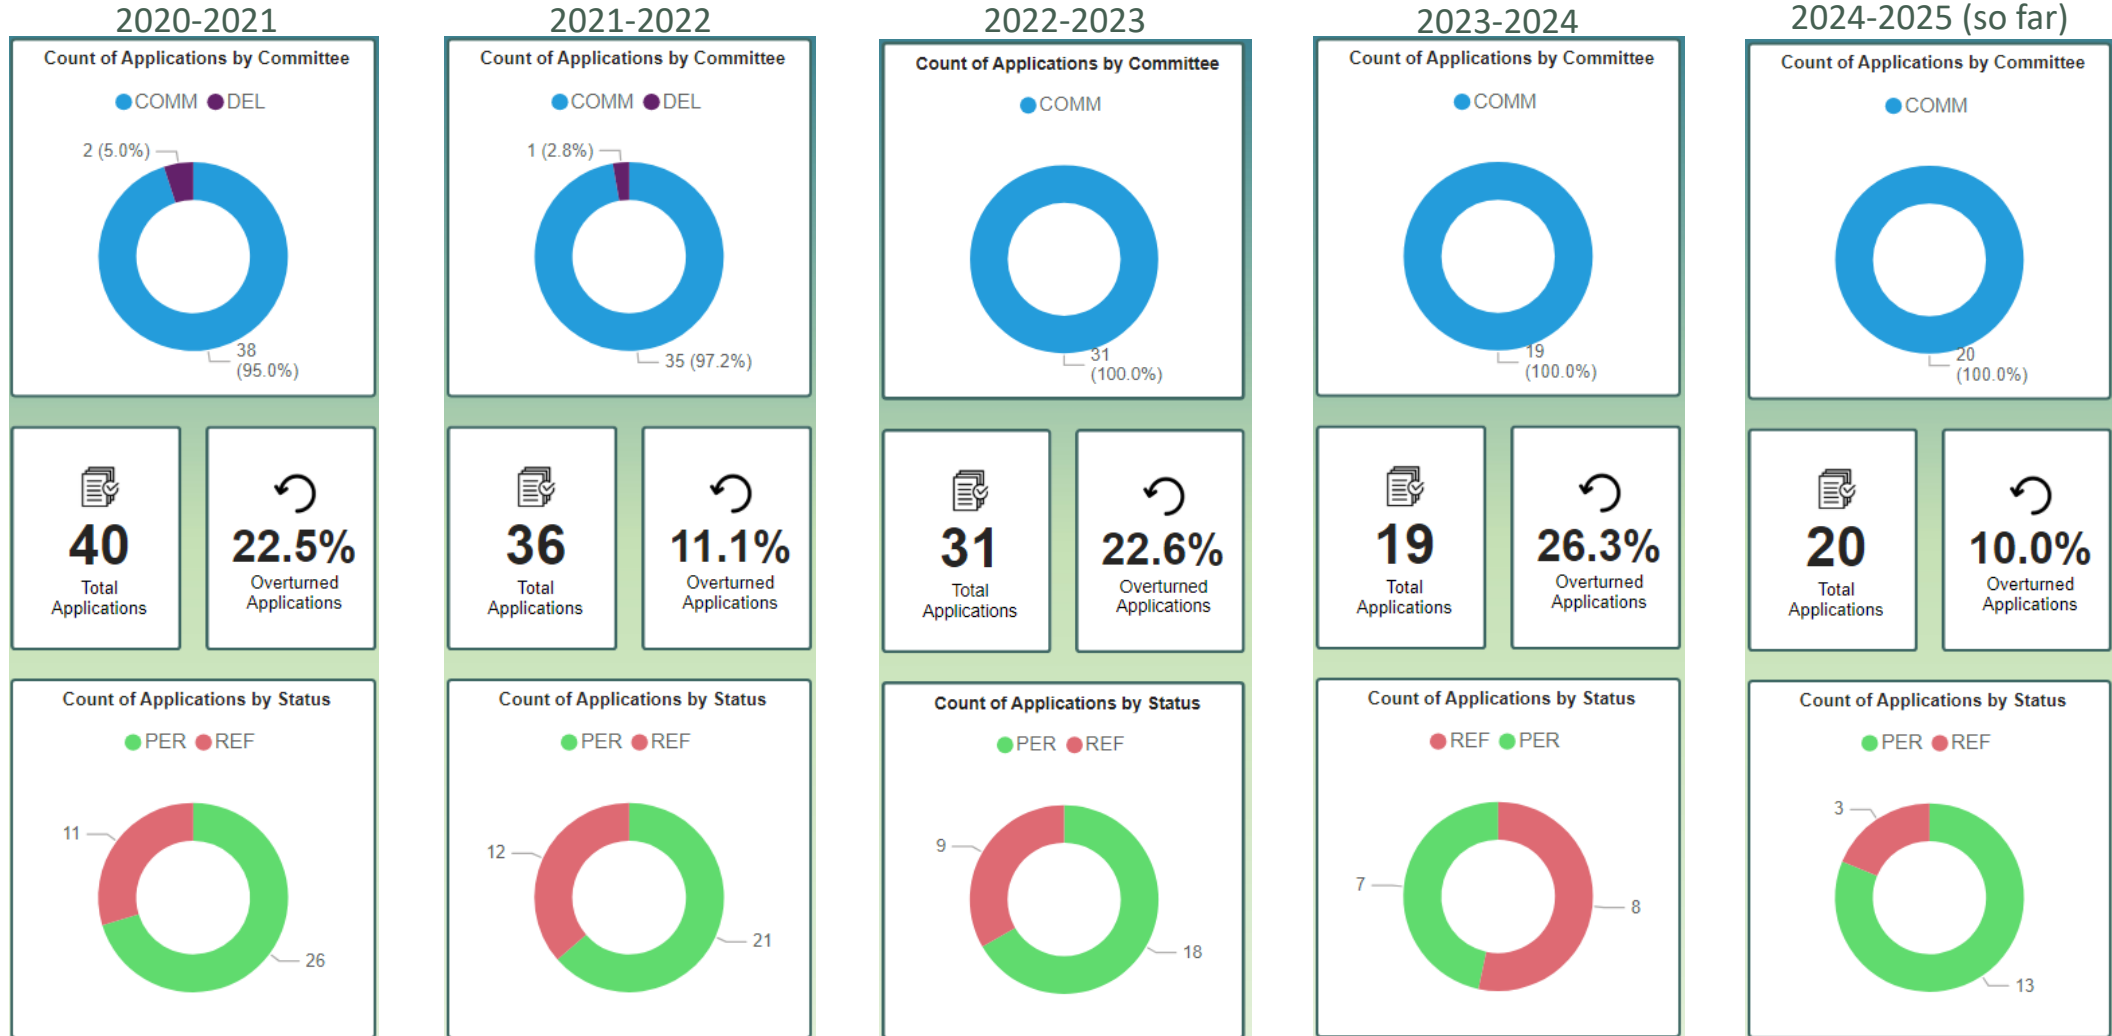 2020-2021
Count of Applications by Committee
COMM DEL
2 (5.0%)
38
(95.0%)
40
Total
Applications
22.5%
Overturned
Applications
Count of Applications by Status
PER REF
11
26
2021-2022
Count of Applications by Committee
COMM DEL
1 (2.8%)
35 (97.2%)
36
Total
Applications
11.1%
Overturned
Applications
Count of Applications by Status
PER REF
12
21
2022-2023
Count of Applications by Committee
COMM
31
(100.0%)
31
Total
Applications
22.6%
Overturned
Applications
Count of Applications by Status
PER REF
9
18
2023-2024
Count of Applications by Committee
COMM
19
(100.0%)
19
Total
Applications
26.3%
Overturned
Applications
Count of Applications by Status
REF PER
7
8
2024-2025 (so far)
Count of Applications by Committee
COMM
20
(100.0%)
20
Total
Applications
10.0%
Overturned
Applications
Count of Applications by Status
PER REF
3
13